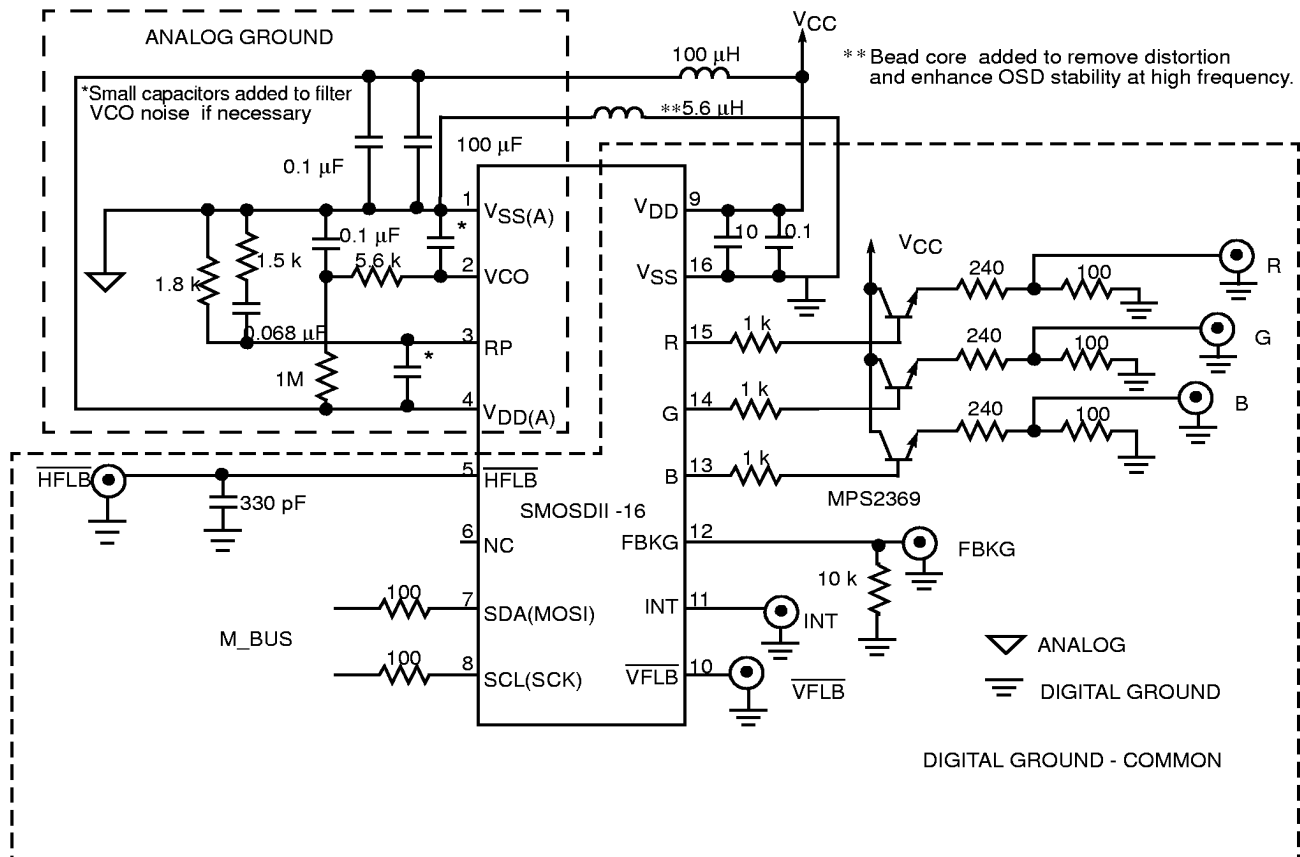 VCC
ANALOG GROUND
100 µH
** Bead core added to remove distortion
and enhance OSD stability at high frequency.
*Small capacitors added to filter
VCO noise if necessary
**5.6 µH
100 µF
0.1 µF
1
VSS(A)
VDD
9
0.1 µF
*
10
0.1
VCC
1.5 k
5.6 k
2
VCO
VSS
16
1.8 k
240
100
R
0.068 µF
3
RP
R
15
1 k
240
100
G
1M
*
4
VDD(A)
G
14
1 k
240
100
B
HFLB
5
HFLB
B
13
1 k
330 pF
SMOSDII -16
MPS2369
6
NC
FBKG
12
FBKG
10 k
100
7
SDA(MOSI)
INT
11
INT
M_BUS
ANALOG
100
8
SCL(SCK)
VFLB
10
VFLB
DIGITAL GROUND
DIGITAL GROUND - COMMON